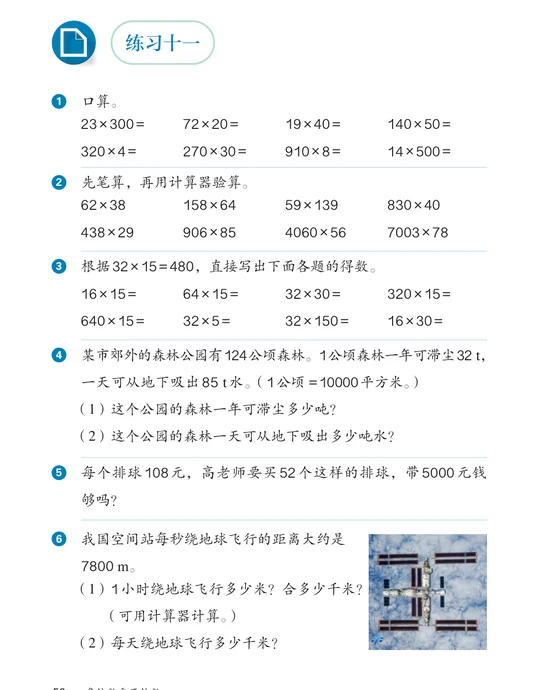 练习十一
1 口算。
23×300= 72×20= 19×40= 140×50=
320×4= 270×30= 910×8= 14×500=
2 先笔算，再用计算器验算。
62×38 158×64 59×139 830×40
438×29 906×85 4060×56 7003×78
3 根据32×15=480，直接写出下面各题的得数。
16×15= 64×15= 32×30= 320×15=
640×15= 32×5= 32×150= 16×30=
4 某市郊外的森林公园有124公顷森林。1公顷森林一年可滞尘32 t，
一天可从地下吸出85 t水。（1公顷=10000平方米。）
（1）这个公园的森林一年可滞尘多少吨？
（2）这个公园的森林一天可从地下吸出多少吨水？
5 每个排球108元，高老师要买52个这样的排球，带5000元钱
够吗？
6 我国空间站每秒绕地球飞行的距离大约是
7800 m。
（1）1小时绕地球飞行多少米？合多少千米？
（可用计算器计算。）
（2）每天绕地球飞行多少千米？